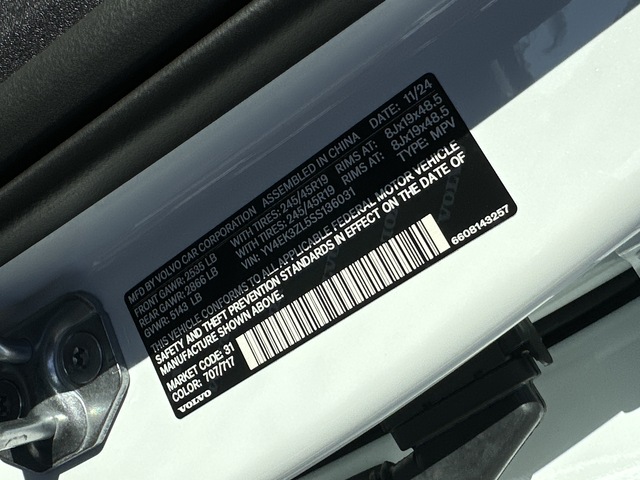 MFD BY VOLVO CAR CORPORATION ASSEMBLED IN CHINA DATE: 11/24
FRONT GAWR: 2535 LB WITH TIRES: 245/45R19 RIMS AT: 8Jx19x48.5
REAR GAWR: 2866 LB WITH TIRES: 245/45R19 RIMS AT: 8Jx19x48.5
GVWR: 5143 LB VIN: YV4EK3ZL5S5136031 TYPE: MPV
THIS VEHICLE CONFORMS TO ALL APPLICABLE FEDERAL MOTOR VEHICLE
SAFETY AND THEFT PREVENTION STANDARDS IN EFFECT ON THE DATE OF
MANUFACTURE SHOWN ABOVE.
MARKET CODE: 31
COLOR: 707/717
6608143257
VOLVO